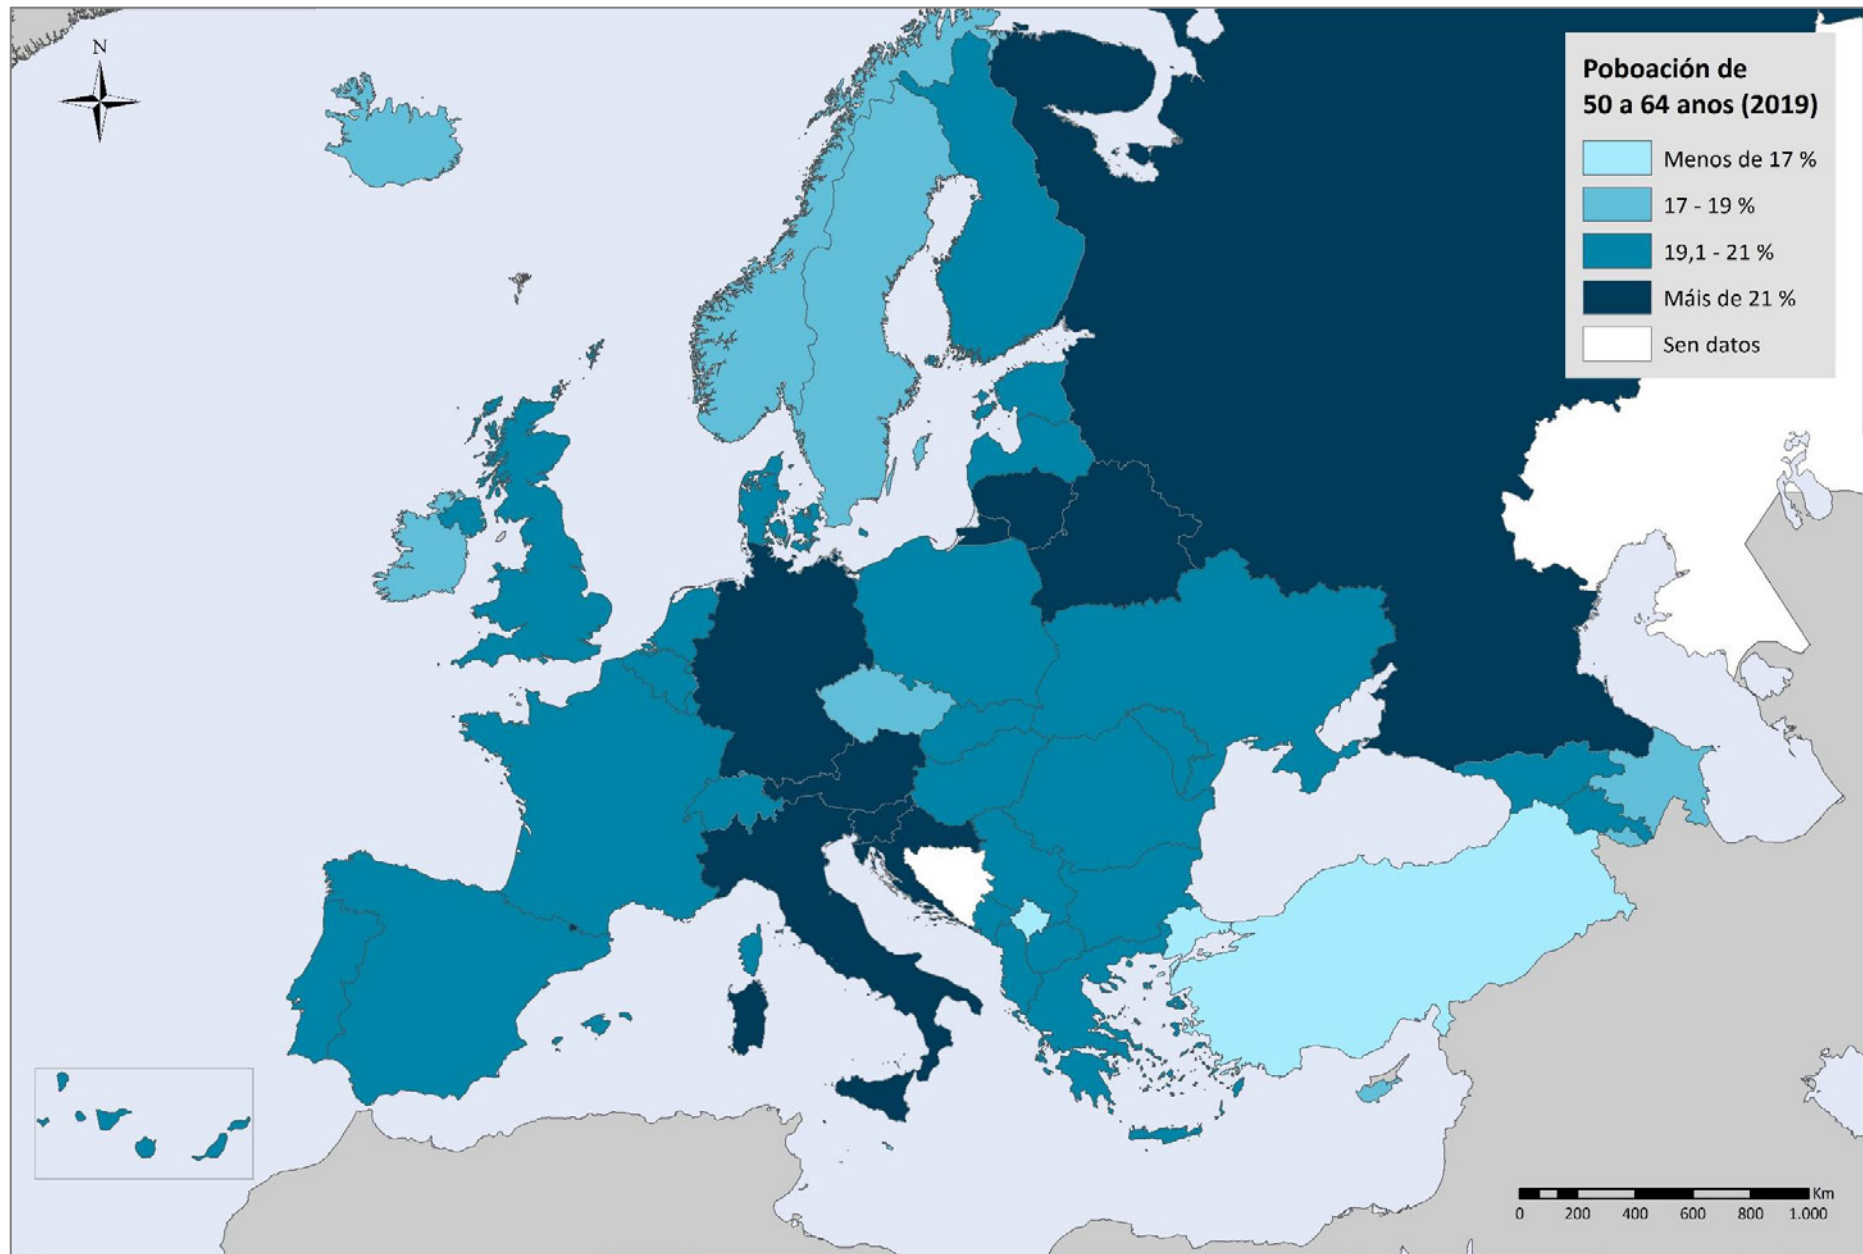 N
Poboación de
50 a 64 anos (2019)
Menos de 17 %
17 - 19 %
19,1 - 21 %
Máis de 21 %
Sen datos
Km
0 200 400 600 800 1.000